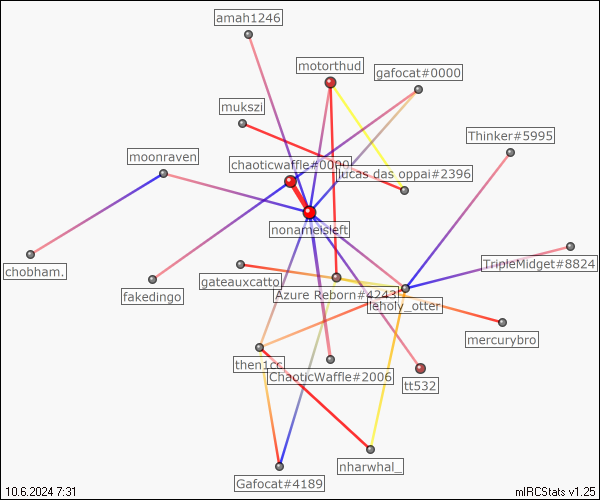 amah1246
motorthud
gafocat#0000
mukszi
Thinker#5995
moonraven
chaoticwaffle#0000
lucas das oppai#2396
nonameisleft
chobham.
TripleMidget#8824
gateauxcatto
fakedingo
Azure Reborn#4243
leholy_otter
mercurybro
then1cc
ChaoticWaffle#2006
tt532
nharwhal_
Gafocat#4189
10.6.2024 7:31
mIRCStats v1.25